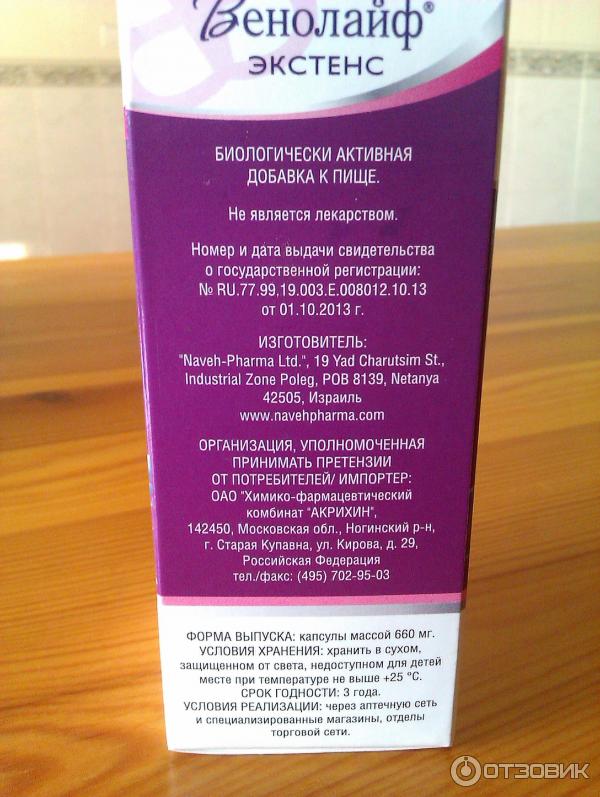 Венолайф®
ЭКСТЕНС
БИОЛОГИЧЕСКИ АКТИВНАЯ
ДОБАВКА К ПИЩЕ.
Не является лекарством.
Номер и дата выдачи свидетельства
о государственной регистрации:
№ RU.77.99.19.003.Е.008012.10.13
от 01.10.2013 г.
ИЗГОТОВИТЕЛЬ:
"Naveh-Pharma Ltd.", 19 Yad Charutsim St.,
Industrial Zone Poleg, POB 8139, Netanya
42505, Израиль
www.navehpharma.com
ОРГАНИЗАЦИЯ, УПОЛНОМОЧЕННАЯ
ПРИНИМАТЬ ПРЕТЕНЗИИ
ОТ ПОТРЕБИТЕЛЕЙ/ ИМПОРТЕР:
ОАО "Химико-фармацевтический
комбинат "АКРИХИН",
142450, Московская обл., Ногинский р-н,
г. Старая Купавна, ул. Кирова, д. 29,
Российская Федерация
тел./факс: (495) 702-95-03
ФОРМА ВЫПУСКА: капсулы массой 660 мг.
УСЛОВИЯ ХРАНЕНИЯ: хранить в сухом,
защищенном от света, недоступном для детей
месте при температуре не выше +25 °С.
СРОК ГОДНОСТИ: 3 года.
УСЛОВИЯ РЕАЛИЗАЦИИ: через аптечную сеть
и специализированные магазины, отделы
торговой сети.
ОТЗОВИК